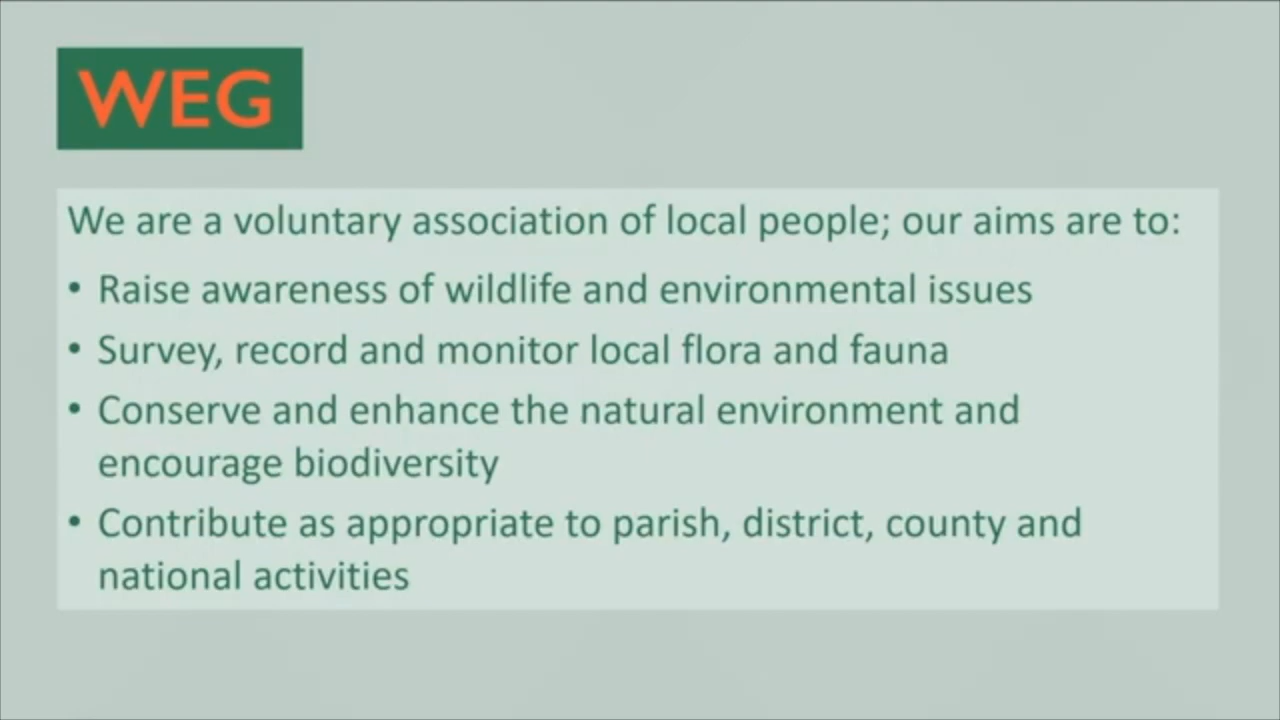 WEG
We are a voluntary association of local people; our aims are to:
• Raise awareness of wildlife and environmental issues
• Survey, record and monitor local flora and fauna
• Conserve and enhance the natural environment and
encourage biodiversity
• Contribute as appropriate to parish, district, county and
national activities